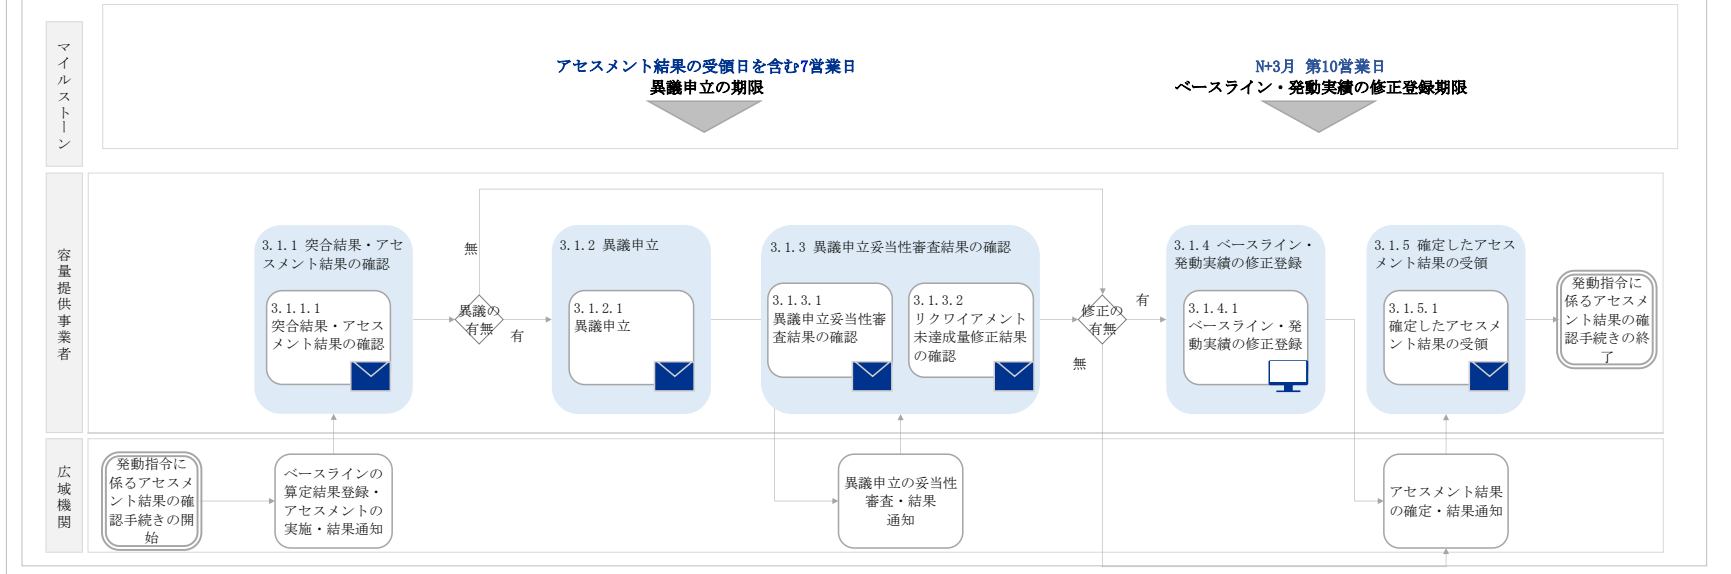 マイルストーン
アセスメント結果の受領日を含む7営業日
異議申立の期限
N+3月 第10営業日
ベースライン・発動実績の修正登録期限
容量提供事業者
3.1.1 突合結果・アセ
スメント結果の確認
3.1.1.1
突合結果・アセス
メント結果の確認
無
異議の
有無
有
3.1.2 異議申立
3.1.2.1
異議申立
3.1.3 異議申立妥当性審査結果の確認
3.1.3.1
異議申立妥当性審
査結果の確認
3.1.3.2
リクワイアメント
未達成量修正結果
の確認
修正の
有無
有
無
3.1.4 ベースライン・
発動実績の修正登録
3.1.4.1
ベースライン・発
動実績の修正登録
3.1.5 確定したアセス
メント結果の受領
3.1.5.1
確定したアセスメ
ント結果の受領
発動指令に
係るアセスメ
ント結果の確
認手続きの終
了
広域機関
発動指令に
係るアセスメ
ント結果の確
認手続きの開
始
ベースラインの
算定結果登録・
アセスメントの
実施・結果通知
異議申立の妥当性
審査・結果
通知
アセスメント結果
の確定・結果通知